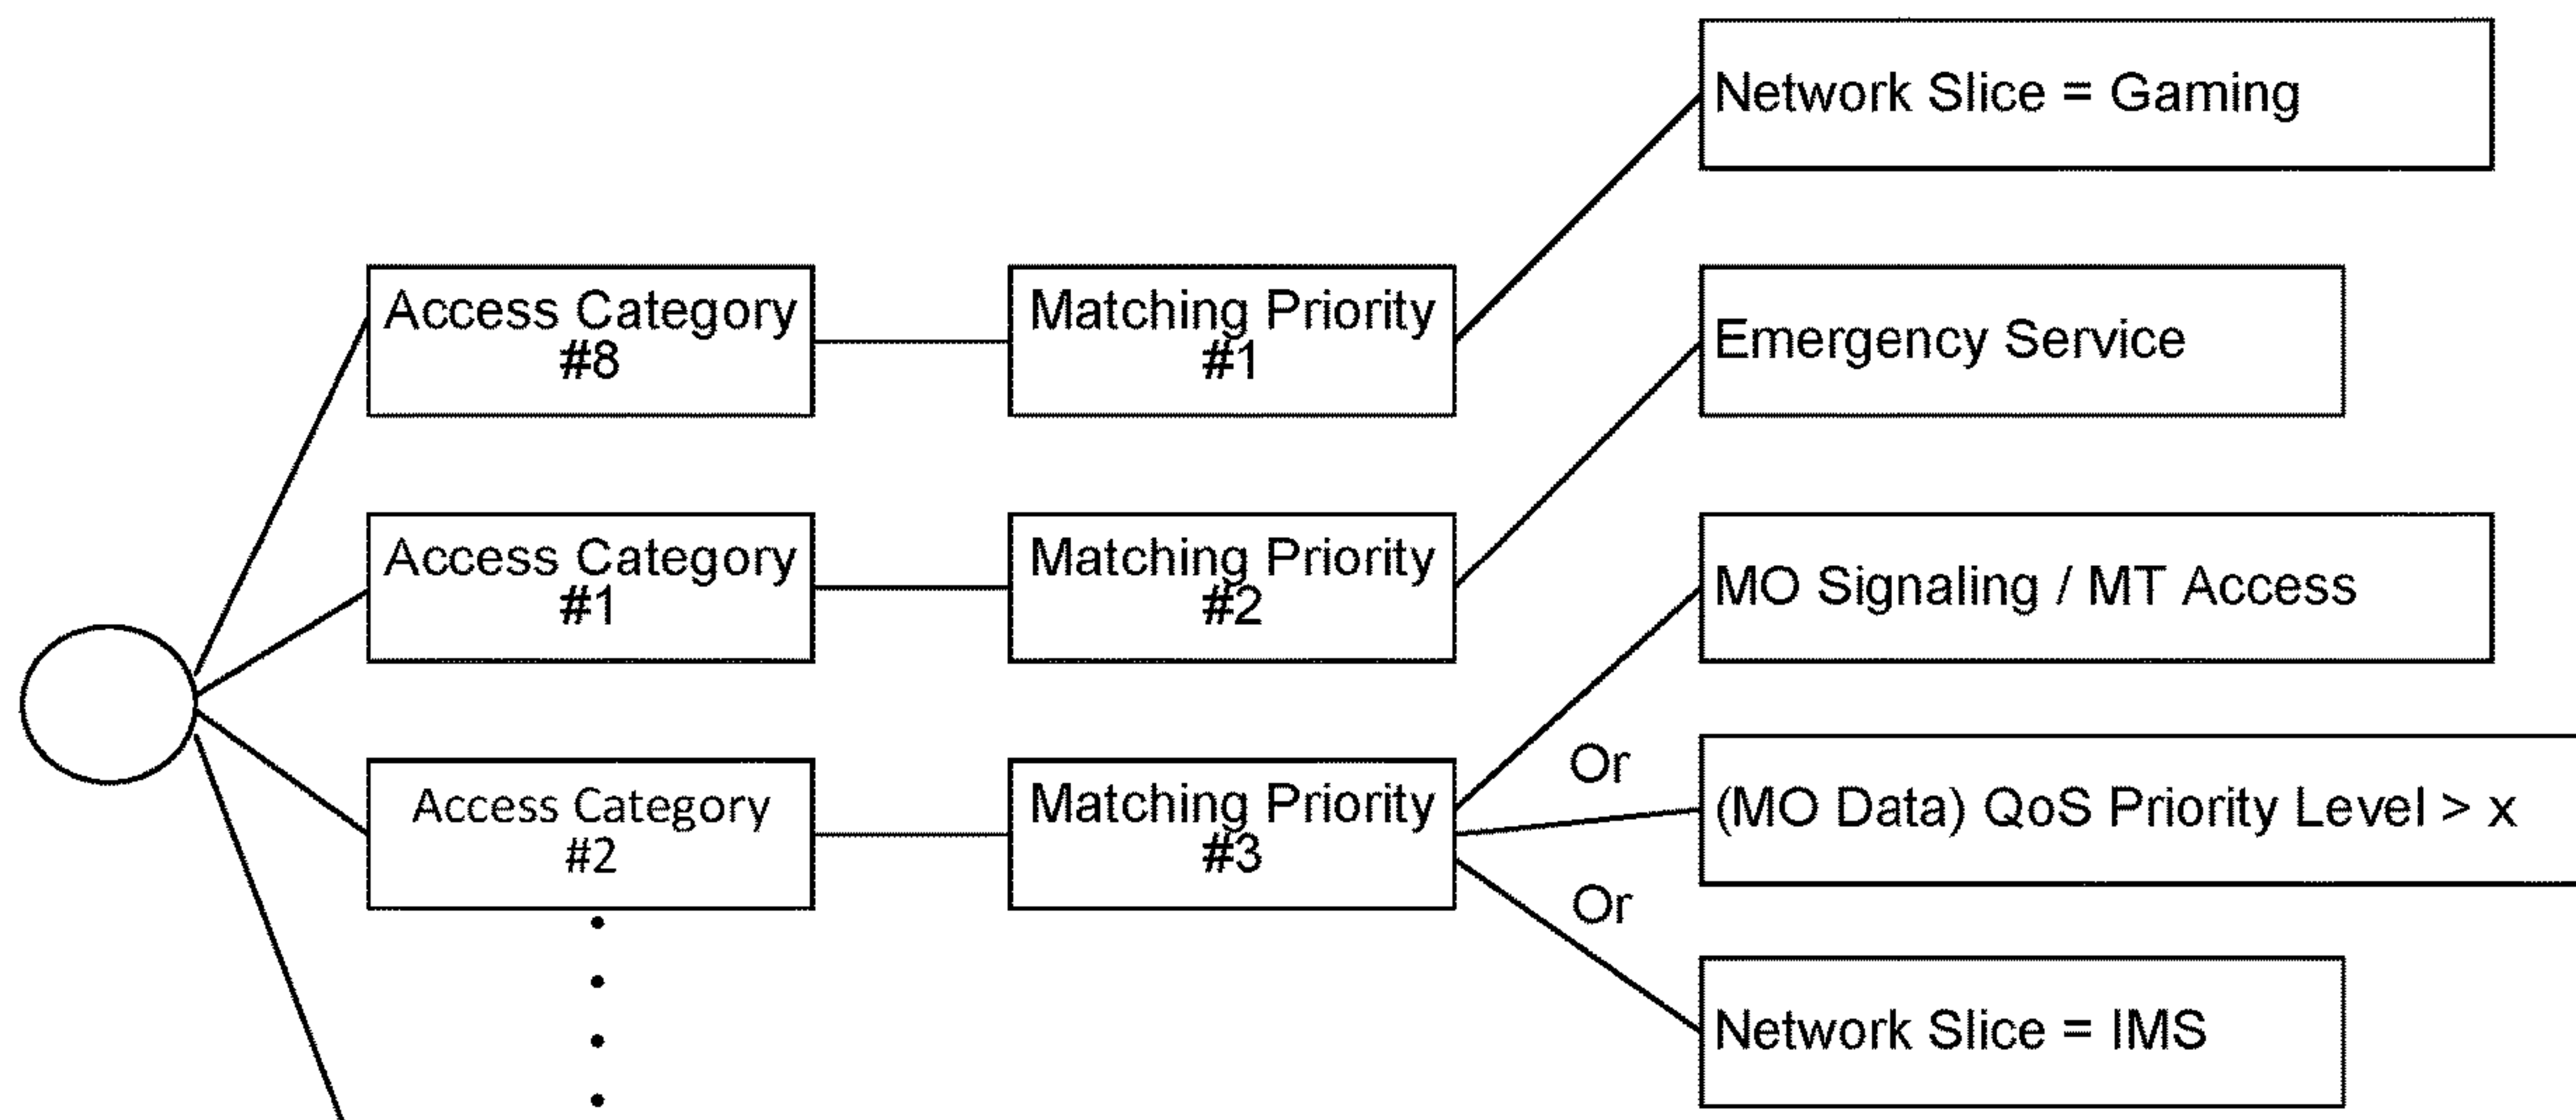 Network Slice = Gaming
Access Category
#8
Matching Priority
#1
Emergency Service
Access Category
#1
Matching Priority
#2
MO Signaling / MT Access
Access Category
#2
Matching Priority
#3
Or
(MO Data) QoS Priority Level > x
Or
Network Slice = IMS